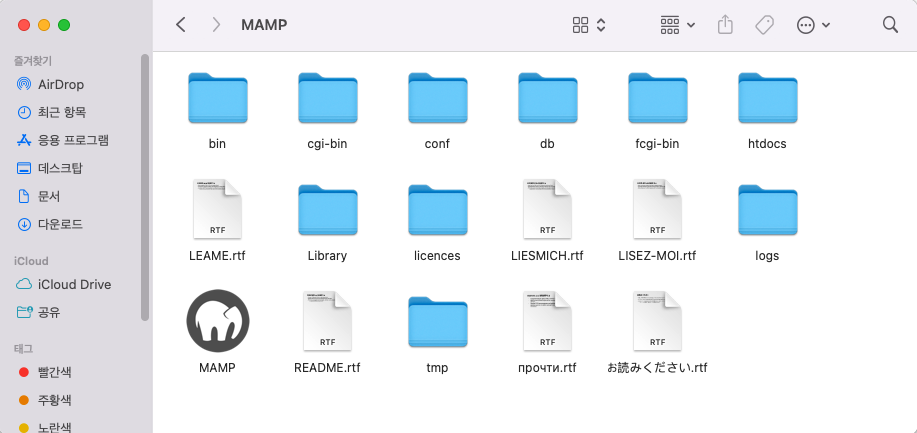 MAMP
즐겨찾기
AirDrop
최근 항목
응용 프로그램
데스크탑
문서
다운로드
iCloud
iCloud Drive
공유
태그
빨간색
주황색
노란색
bin
cgi-bin
conf
db
fcgi-bin
htdocs
RTF
RTF
RTF
LEAME.rtf
Library
licences
LIESMICH.rtf
LISEZ-MOI.rtf
logs
RTF
RTF
RTF
MAMP
README.rtf
tmp
прочти.rtf
お読みください.rtf